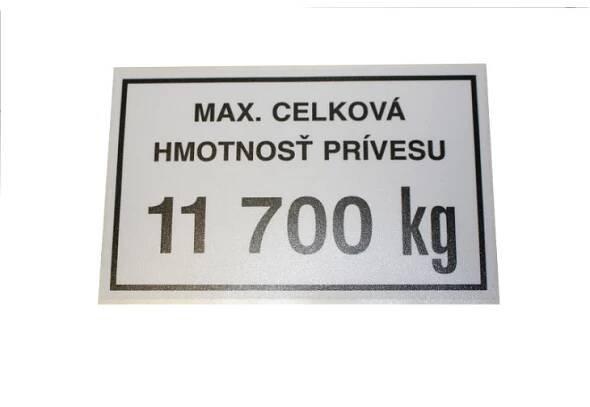 MAX. CELKOVÁ
HMOTNOSŤ PRÍVESU
11 700 kg